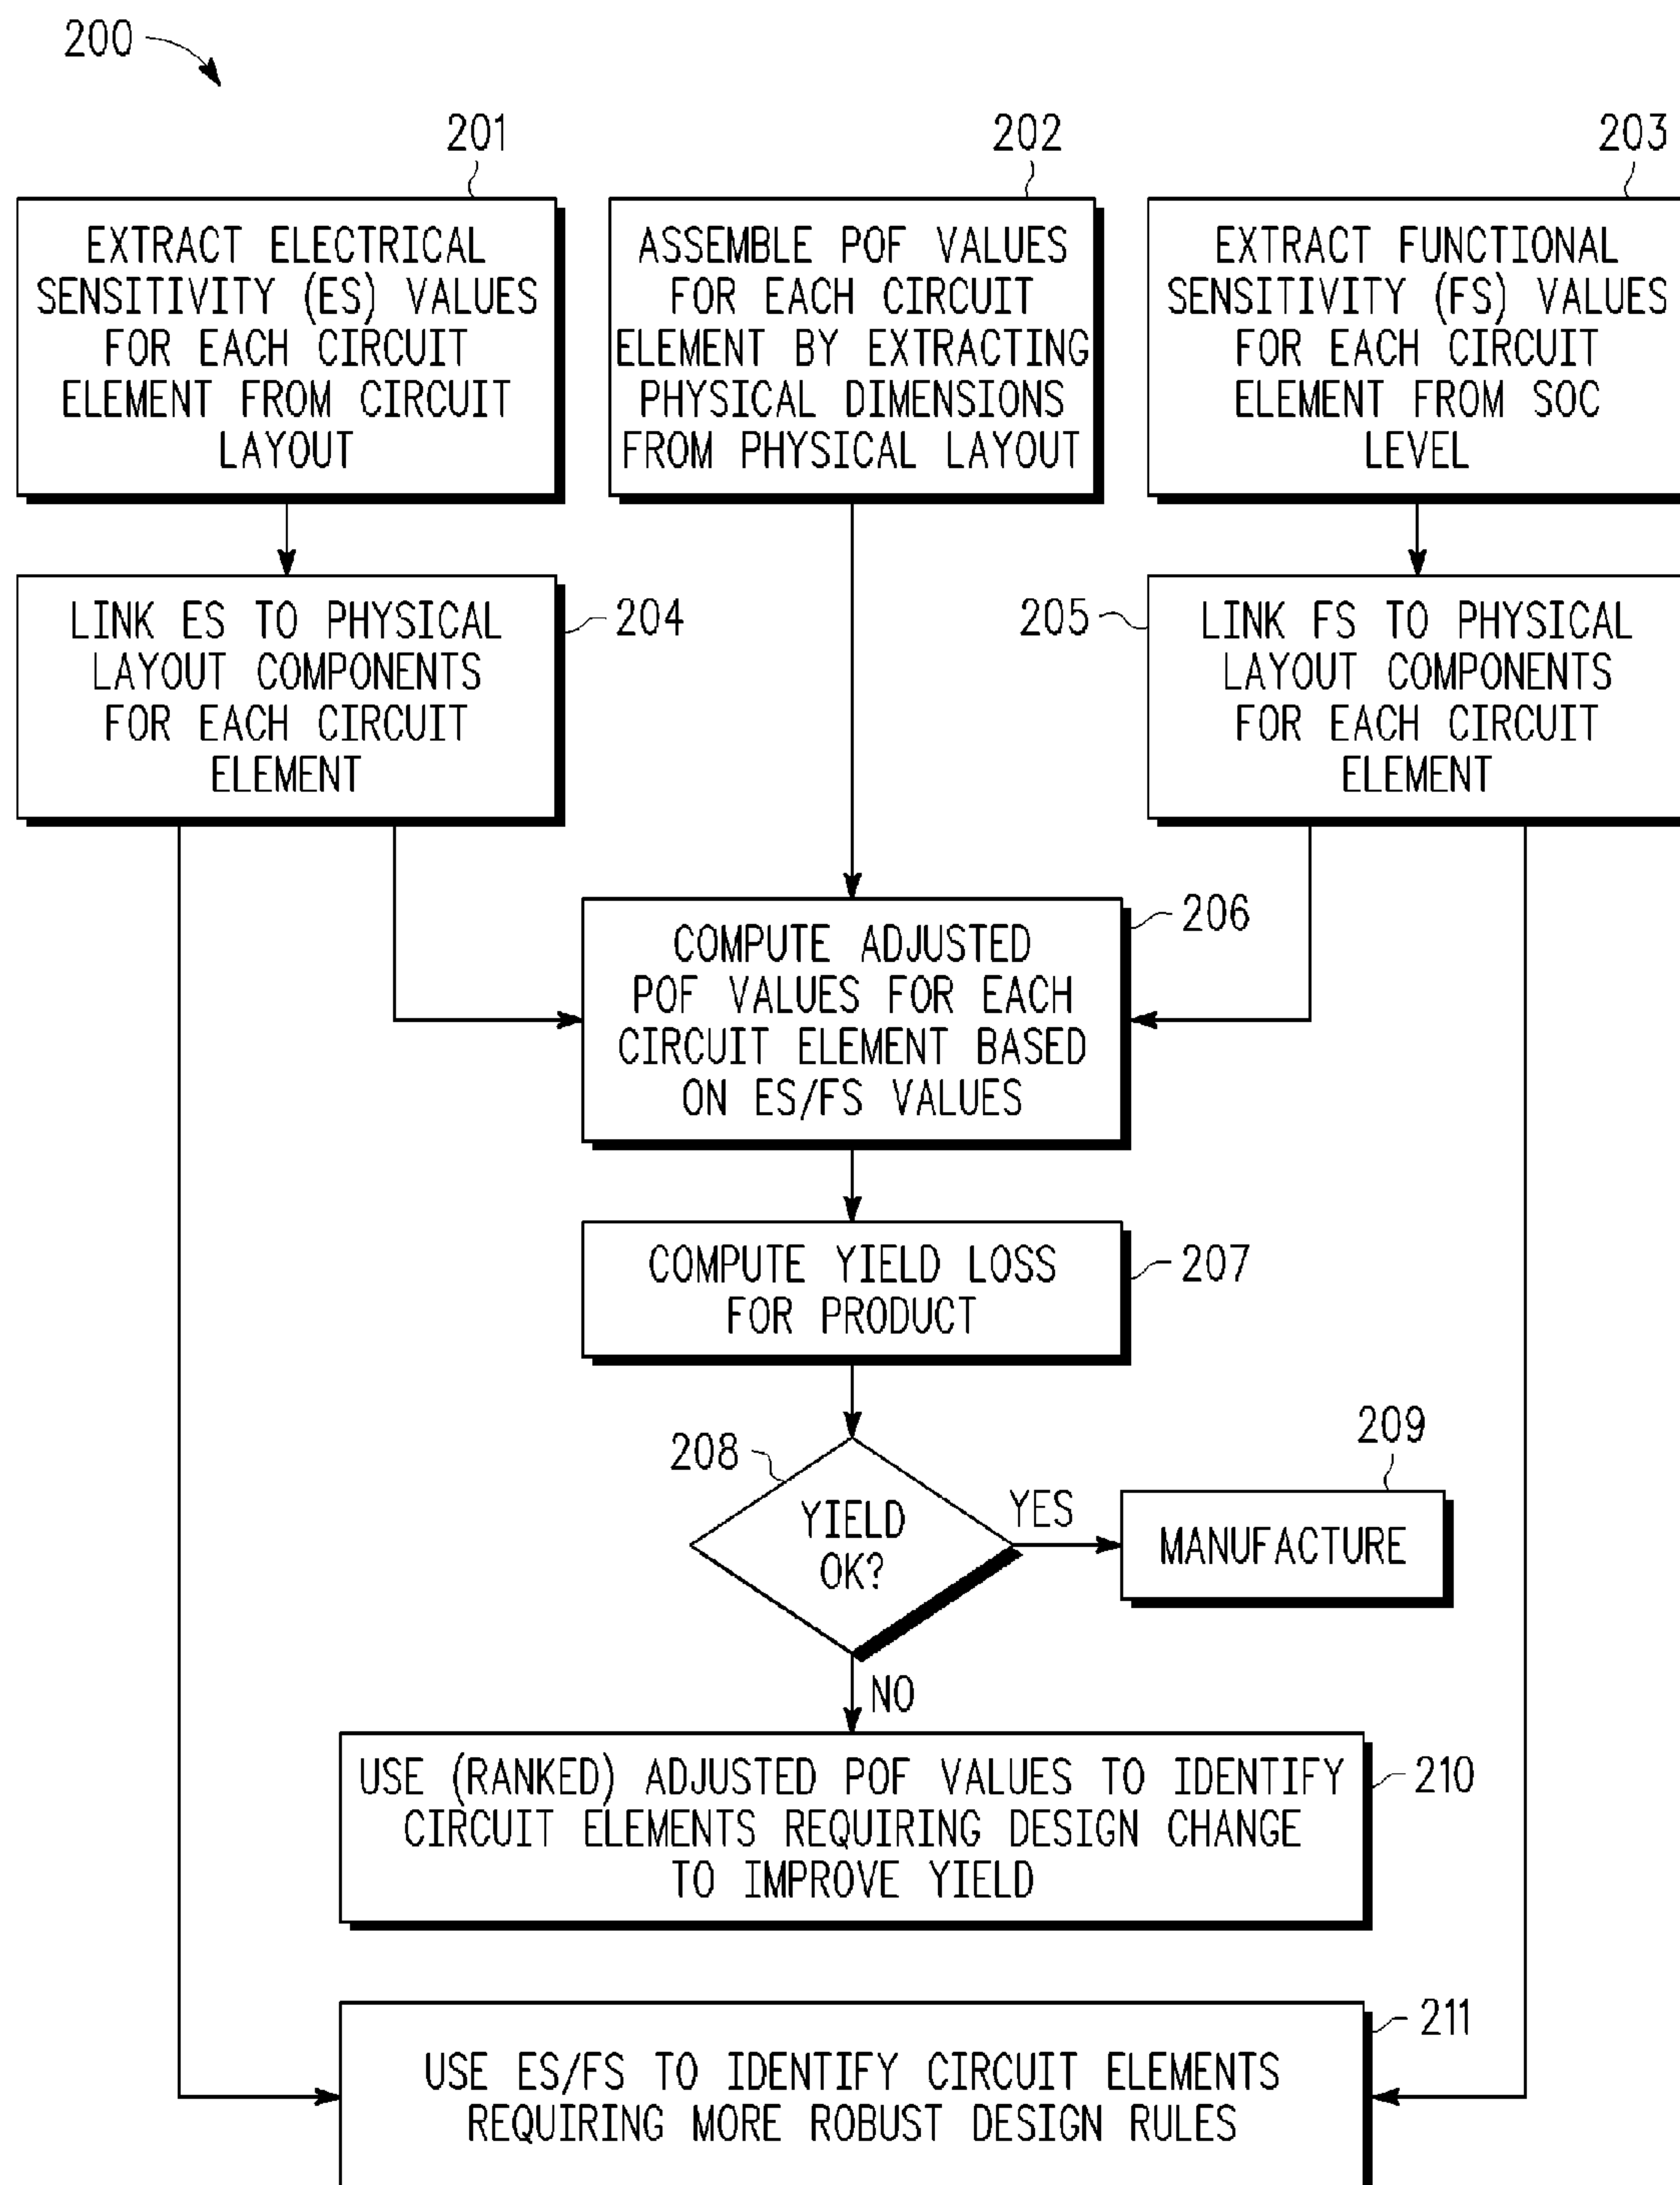 200
201
EXTRACT ELECTRICAL
SENSITIVITY (ES) VALUES
FOR EACH CIRCUIT
ELEMENT FROM CIRCUIT
LAYOUT
202
ASSEMBLE POF VALUES
FOR EACH CIRCUIT
ELEMENT BY EXTRACTING
PHYSICAL DIMENSIONS
FROM PHYSICAL LAYOUT
203
EXTRACT FUNCTIONAL
SENSITIVITY (FS) VALUES
FOR EACH CIRCUIT
ELEMENT FROM SOC
LEVEL
LINK ES TO PHYSICAL
LAYOUT COMPONENTS
FOR EACH CIRCUIT
ELEMENT
204
205
LINK FS TO PHYSICAL
LAYOUT COMPONENTS
FOR EACH CIRCUIT
ELEMENT
206
COMPUTE ADJUSTED
POF VALUES FOR EACH
CIRCUIT ELEMENT BASED
ON ES/FS VALUES
207
COMPUTE YIELD LOSS
FOR PRODUCT
208
YIELD
OK?
YES
209
MANUFACTURE
NO
USE (RANKED) ADJUSTED POF VALUES TO IDENTIFY
CIRCUIT ELEMENTS REQUIRING DESIGN CHANGE
TO IMPROVE YIELD
210
211
USE ES/FS TO IDENTIFY CIRCUIT ELEMENTS
REQUIRING MORE ROBUST DESIGN RULES